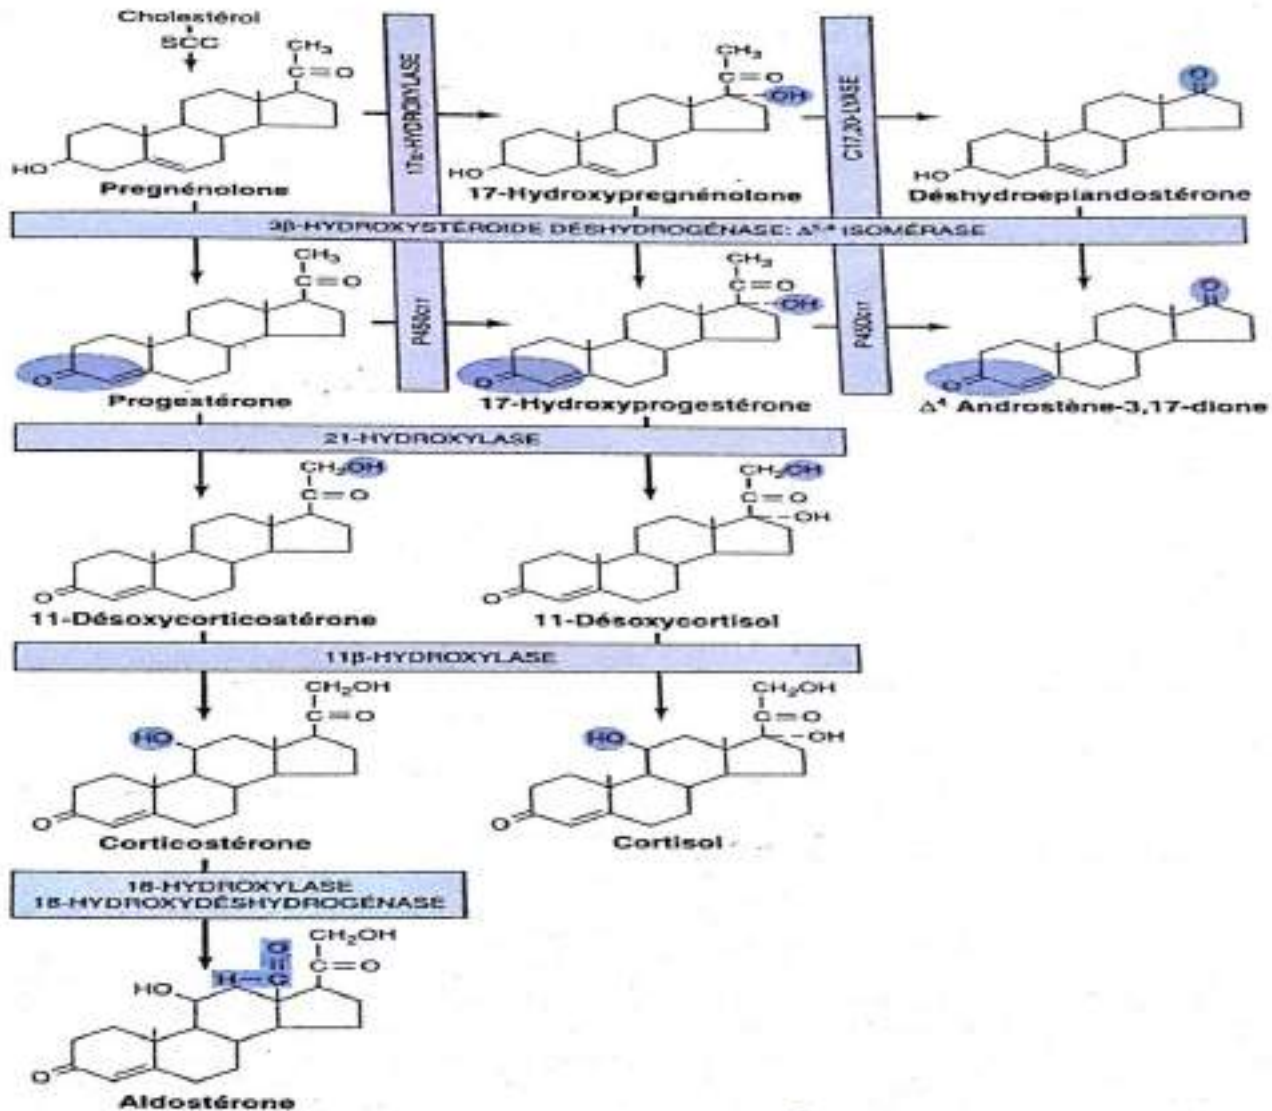 Cholestérol
SCC
CH₃
C=O
HO
Pregnénolone
17α-HYDROXYLASE
CH₃
C=O
OH
HO
17-Hydroxypregnénolone
C17,20-LYASE
O
HO
Déshydroeplandostérone
3β-HYDROXYSTÉROIDE DÉSHYDROGÉNASE: Δ⁵·⁴ ISOMÉRASE
CH₃
C=O
O
Progestérone
P450c17
CH₃
C=O
OH
O
17-Hydroxyprogestérone
P450c17
O
O
Δ⁴ Androstène-3,17-dione
21-HYDROXYLASE
CH₂OH
C=O
O
11-Désoxycorticostérone
CH₂OH
C=O
OH
O
11-Désoxycortisol
11β-HYDROXYLASE
CH₂OH
C=O
HO
O
Corticostérone
CH₂OH
C=O
OH
HO
O
Cortisol
18-HYDROXYLASE
18-HYDROXYDÉSHYDROGÉNASE
CH₂OH
O
H-C
C=O
HO
O
Aldostérone